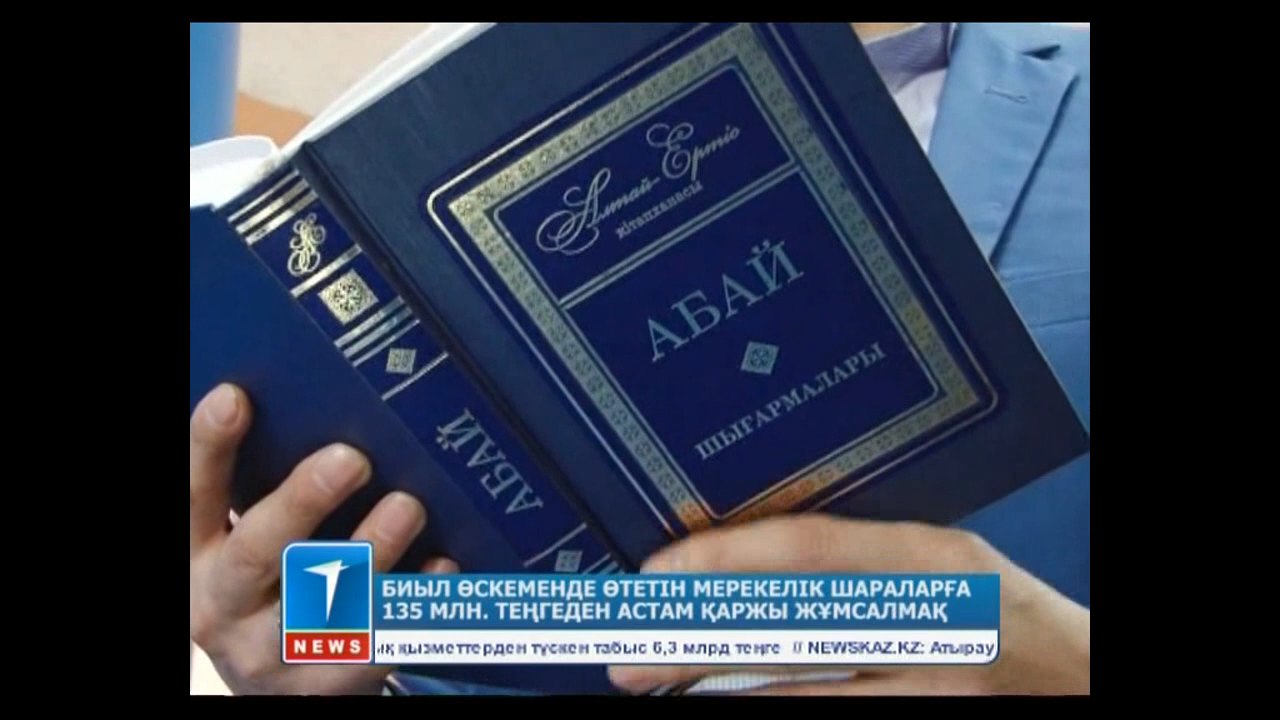 Алтай-Ертіс
кітапханасы
АБАЙ
ШЫҒАРМАЛАРЫ
АБАЙ
БИЫЛ ӨСКЕМЕНДЕ ӨТЕТІН МЕРЕКЕЛІК ШАРАЛАРҒА
135 МЛН. ТЕҢГЕДЕН АСТАМ ҚАРЖЫ ЖҰМСАЛМАҚ
NEWS
қызметтерден түскен табыс 6,3 млрд теңге // NEWSKAZ.KZ: Атырау